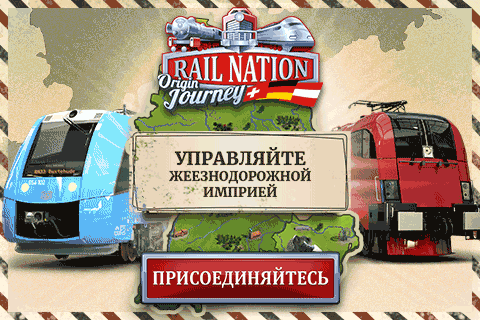 RAIL NATION
Origin
Journey
УПРАВЛЯЙТЕ
ЖЕЕЗНОДОРОЖНОЙ
ИМПРИЕЙ
ПРИСОЕДИНЯЙТЕСЬ